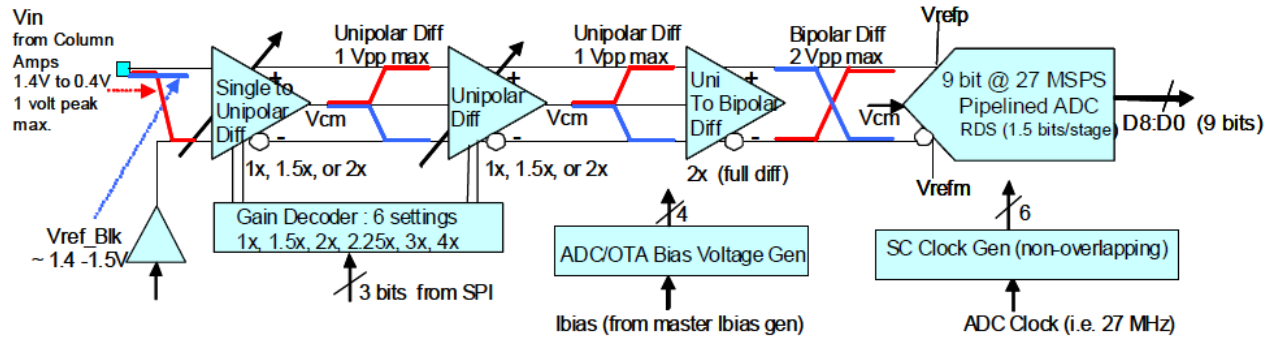 Vin
from Column
Amps
1.4V to 0.4V
1 volt peak
max.
Vref_Blk
~ 1.4 -1.5V
Single to
Unipolar
Diff
+
-
1x, 1.5x, or 2x
Unipolar Diff
1 Vpp max
Vcm
Unipolar
Diff
+
-
1x, 1.5x, or 2x
Gain Decoder : 6 settings
1x, 1.5x, 2x, 2.25x, 3x, 4x
3 bits from SPI
Unipolar Diff
1 Vpp max
Vcm
Uni
To Bipolar
Diff
+
-
2x (full diff)
4
ADC/OTA Bias Voltage Gen
Ibias (from master Ibias gen)
Bipolar Diff
2 Vpp max
Vcm
Vrefp
9 bit @ 27 MSPS
Pipelined ADC
RDS (1.5 bits/stage)
Vrefm
D8:D0 (9 bits)
6
SC Clock Gen (non-overlapping)
ADC Clock (i.e. 27 MHz)